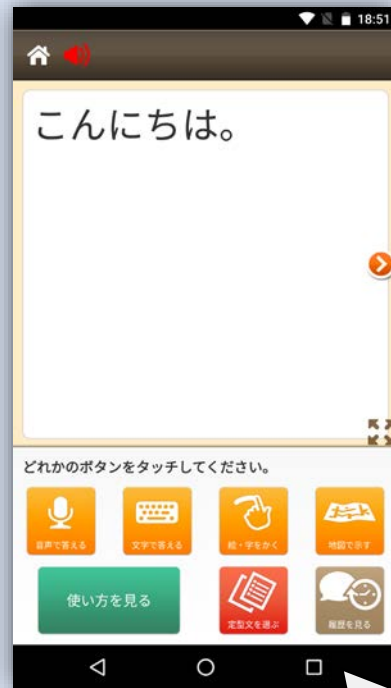 18:51
こんにちは。
どれかのボタンをタッチしてください。
音声で答える
文字で答える
絵・字をかく
地図で示す
使い方を見る
定型文を選ぶ
履歴を見る